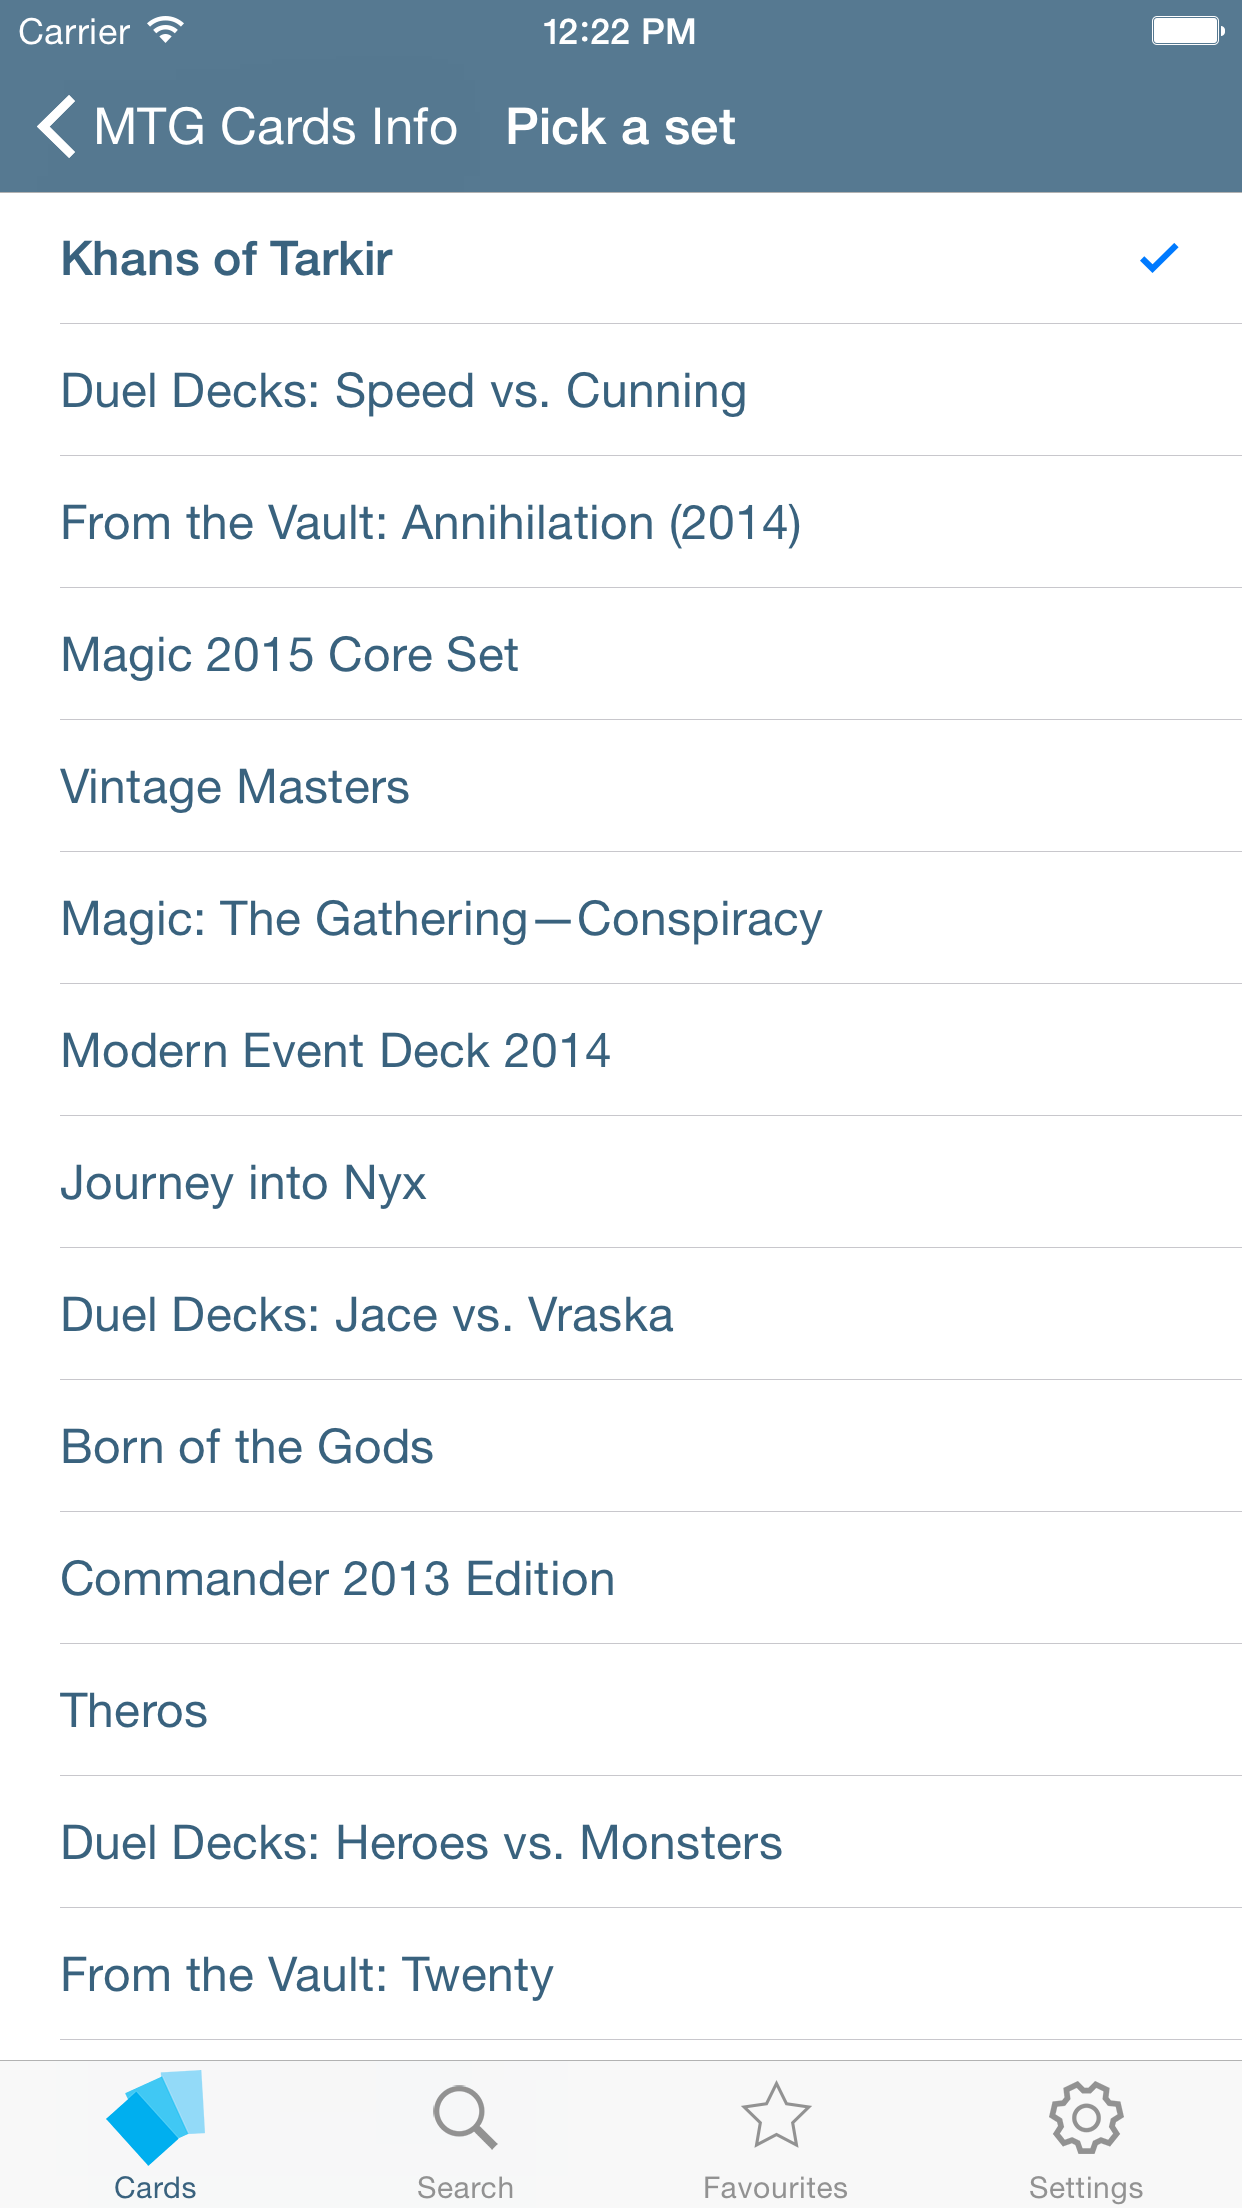 Carrier 12:22 PM
MTG Cards Info Pick a set
Khans of Tarkir
Duel Decks: Speed vs. Cunning
From the Vault: Annihilation (2014)
Magic 2015 Core Set
Vintage Masters
Magic: The Gathering—Conspiracy
Modern Event Deck 2014
Journey into Nyx
Duel Decks: Jace vs. Vraska
Born of the Gods
Commander 2013 Edition
Theros
Duel Decks: Heroes vs. Monsters
From the Vault: Twenty
Cards Search Favourites Settings